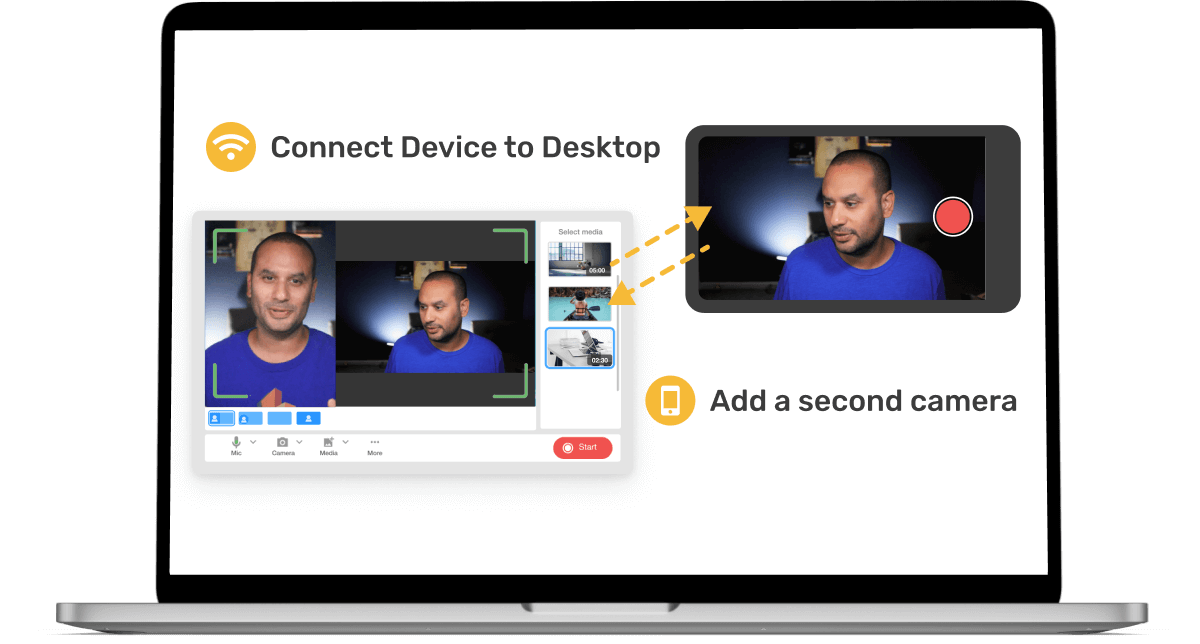 Connect Device to Desktop
Select media
05:00
02:30
Add a second camera
Mic
Camera
Media
More
Start